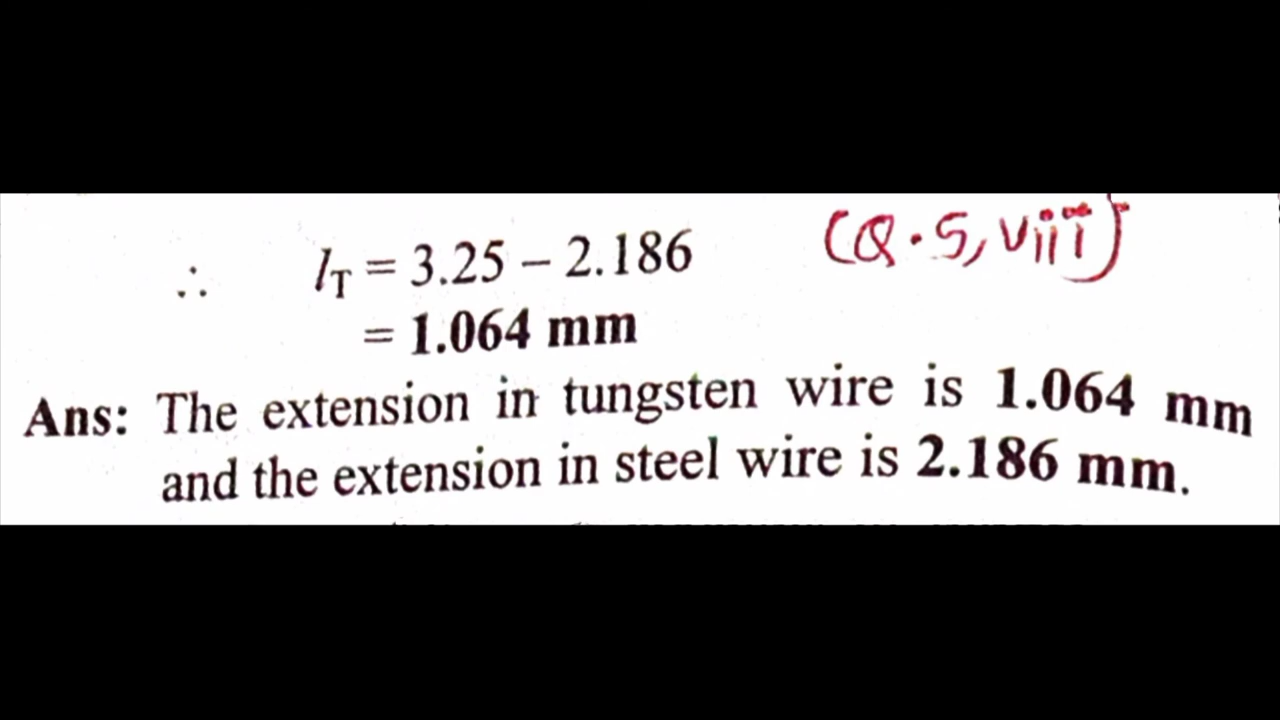 ∴ lT = 3.25 – 2.186 (Q.5, viii)
= 1.064 mm
Ans: The extension in tungsten wire is 1.064 mm
and the extension in steel wire is 2.186 mm.